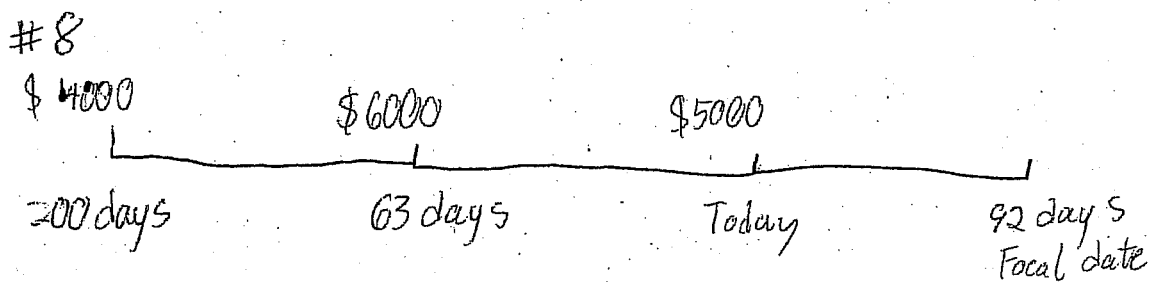 #8
$4000
$6000
$5000
200 days
63 days
Today
92 days
Focal date